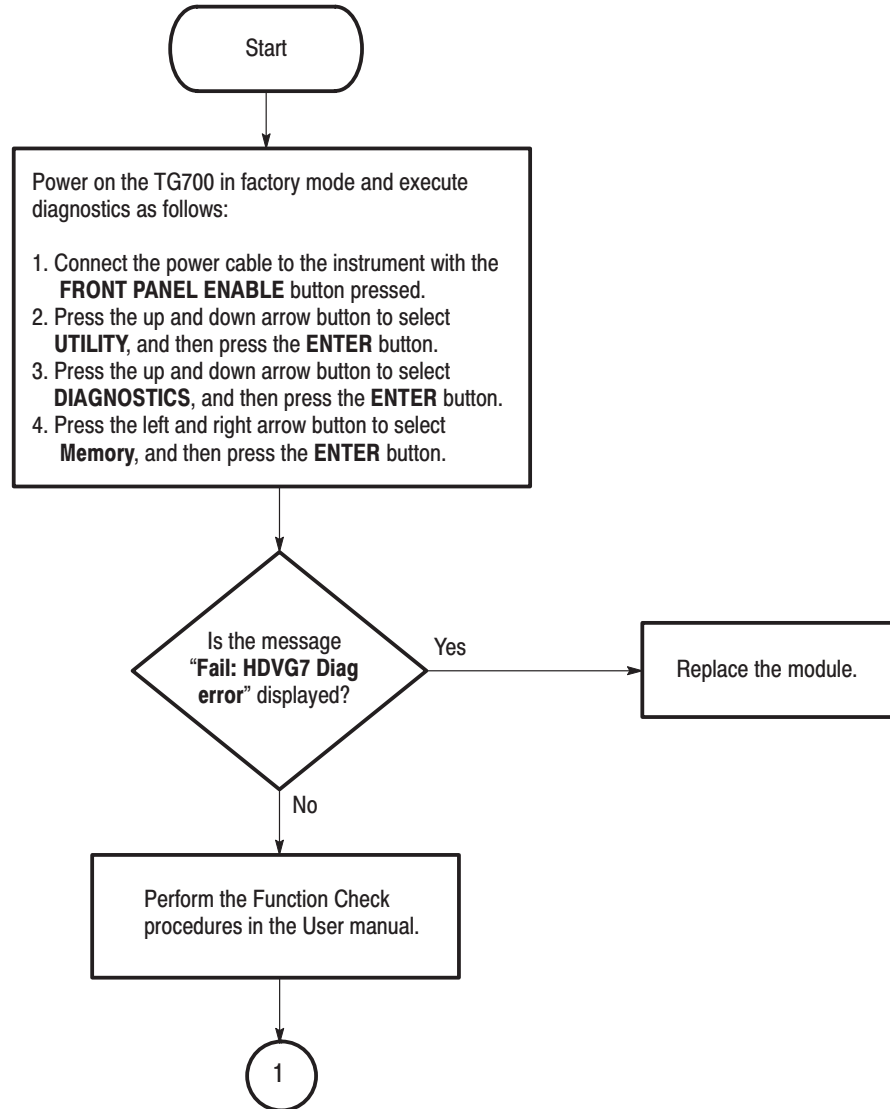 Start
Power on the TG700 in factory mode and execute
diagnostics as follows:
1. Connect the power cable to the instrument with the
FRONT PANEL ENABLE button pressed.
2. Press the up and down arrow button to select
UTILITY, and then press the ENTER button.
3. Press the up and down arrow button to select
DIAGNOSTICS, and then press the ENTER button.
4. Press the left and right arrow button to select
Memory, and then press the ENTER button.
Is the message
“Fail: HDVG7 Diag
error” displayed?
Yes
Replace the module.
No
Perform the Function Check
procedures in the User manual.
1